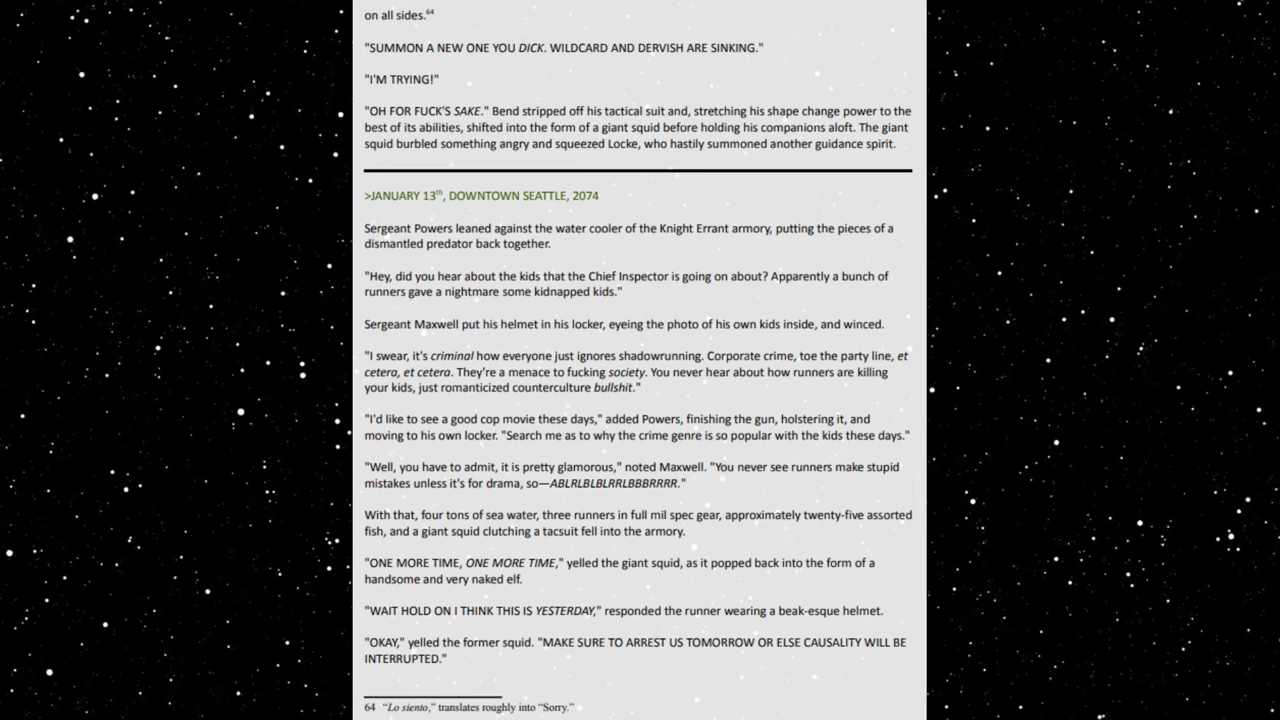 on all sides.64
"SUMMON A NEW ONE YOU DICK. WILDCARD AND DERVISH ARE SINKING."
"I'M TRYING!"
"OH FOR FUCK'S SAKE." Bend stripped off his tactical suit and, stretching his shape change power to the
best of its abilities, shifted into the form of a giant squid before holding his companions aloft. The giant
squid burbled something angry and squeezed Locke, who hastily summoned another guidance spirit.
>JANUARY 13th, DOWNTOWN SEATTLE, 2074
Sergeant Powers leaned against the water cooler of the Knight Errant armory, putting the pieces of a
dismantled predator back together.
"Hey, did you hear about the kids that the Chief Inspector is going on about? Apparently a bunch of
runners gave a nightmare some kidnapped kids."
Sergeant Maxwell put his helmet in his locker, eyeing the photo of his own kids inside, and winced.
"I swear, it's criminal how everyone just ignores shadowrunning. Corporate crime, toe the party line, et
cetera, et cetera. They're a menace to fucking society. You never hear about how runners are killing
your kids, just romanticized counterculture bullshit."
"I'd like to see a good cop movie these days," added Powers, finishing the gun, holstering it, and
moving to his own locker. "Search me as to why the crime genre is so popular with the kids these days."
"Well, you have to admit, it is pretty glamorous," noted Maxwell. "You never see runners make stupid
mistakes unless it's for drama, so—ABLRLBLBLRRLBBBRRRR."
With that, four tons of sea water, three runners in full mil spec gear, approximately twenty-five assorted
fish, and a giant squid clutching a tacsuit fell into the armory.
"ONE MORE TIME, ONE MORE TIME," yelled the giant squid, as it popped back into the form of a
handsome and very naked elf.
"WAIT HOLD ON I THINK THIS IS YESTERDAY," responded the runner wearing a beak-esque helmet.
"OKAY," yelled the former squid. "MAKE SURE TO ARREST US TOMORROW OR ELSE CAUSALITY WILL BE
INTERRUPTED."
64 "Lo siento," translates roughly into "Sorry."